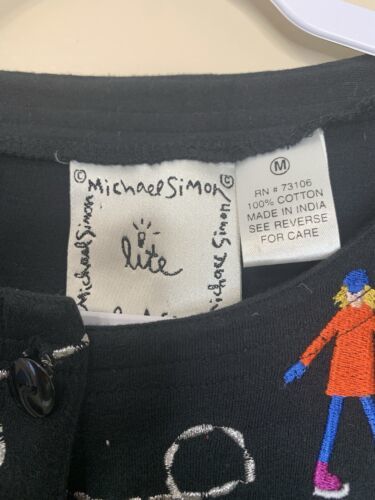 © Michael Simon ©
lite
Michael Simon
Michael Simon
M
RN # 73106
100% COTTON
MADE IN INDIA
SEE REVERSE
FOR CARE